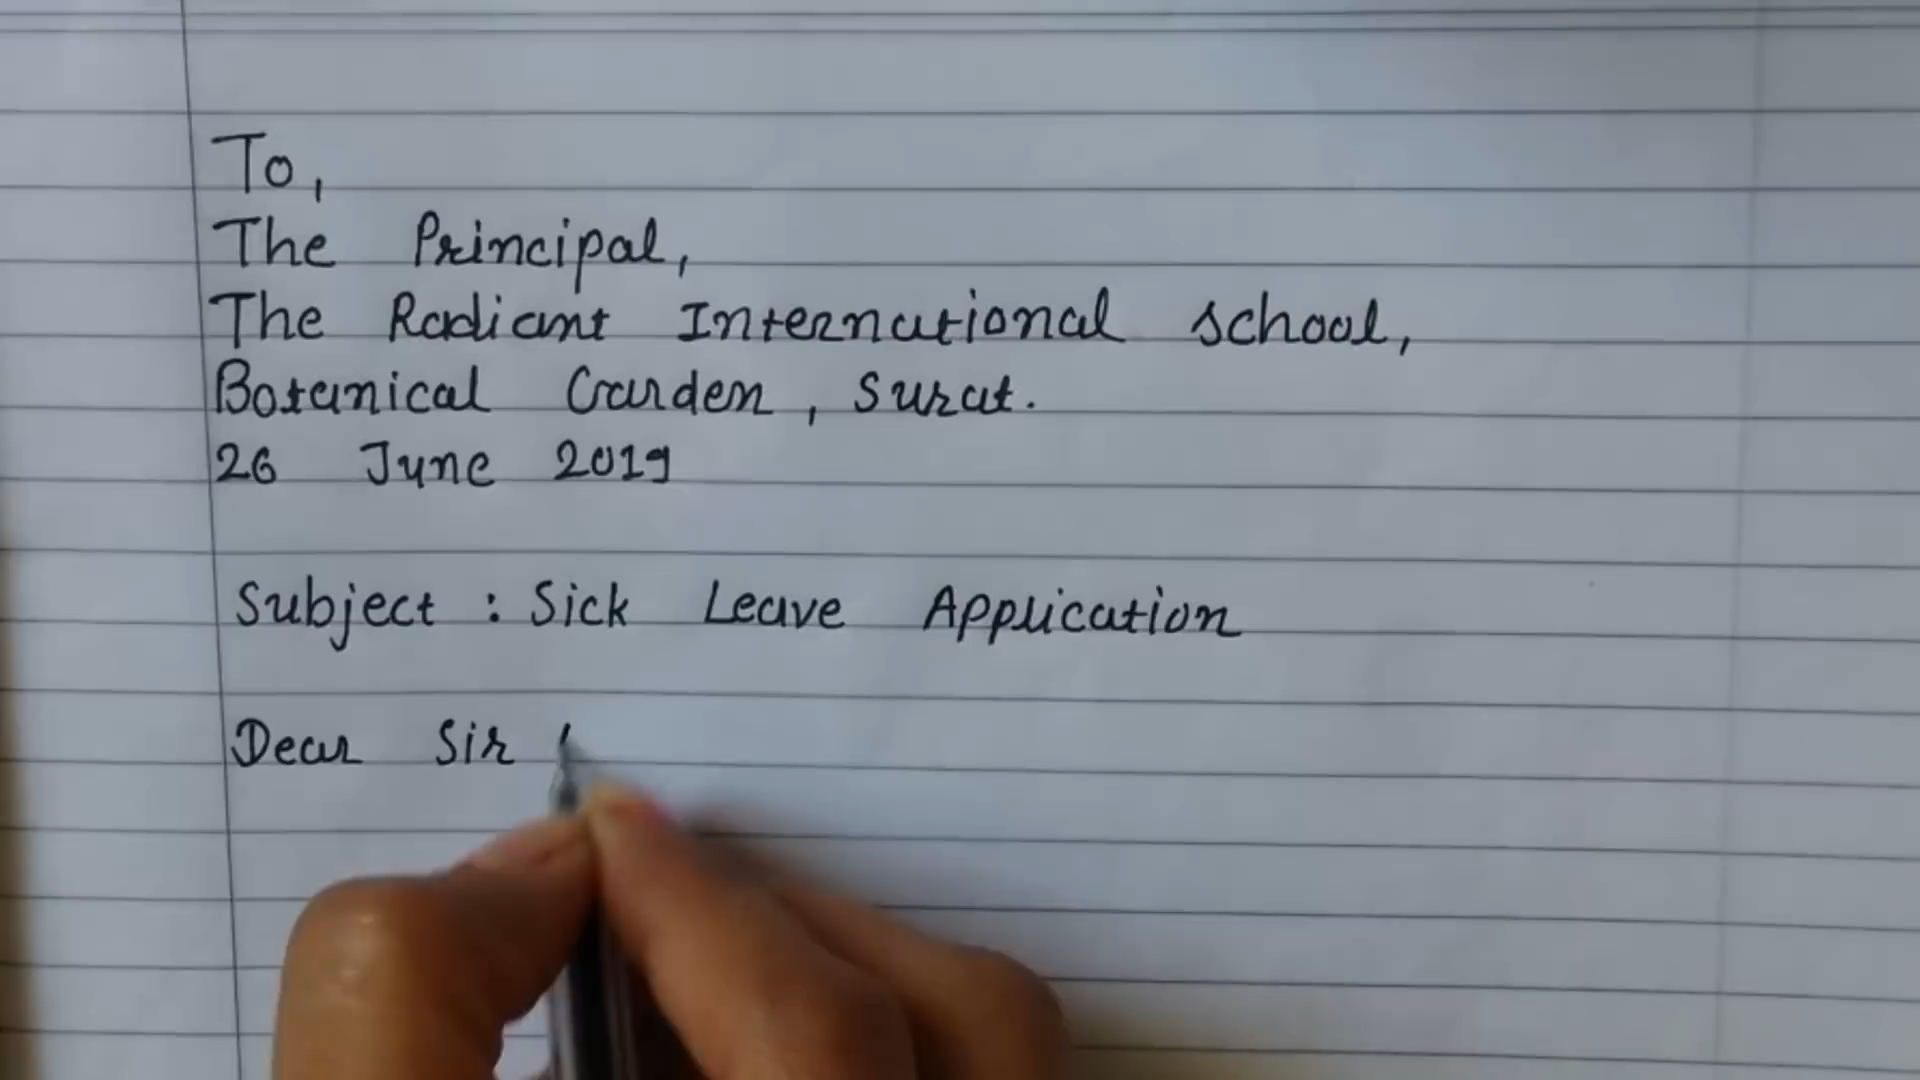 To,
The Principal,
The Radiant International school,
Botanical Garden, Surat.
26 June 2019
Subject : Sick Leave Application
Dear Sir